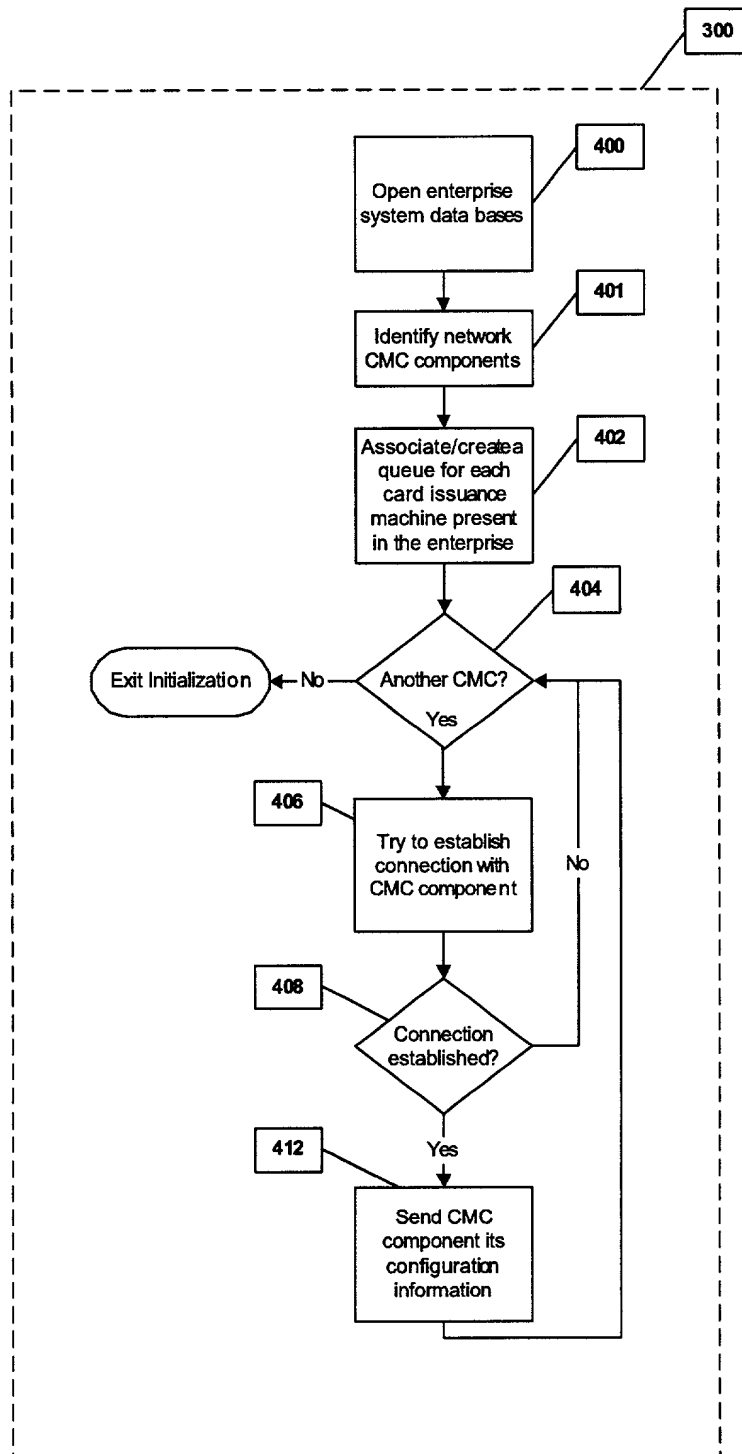 300
400
Open enterprise
system data bases
401
Identify network
CMC components
402
Associate/create a
queue for each
card issuance
machine present
in the enterprise
404
Another CMC?
No
Exit Initialization
Yes
406
Try to establish
connection with
CMC component
No
408
Connection
established?
Yes
412
Send CMC
component its
configuration
information